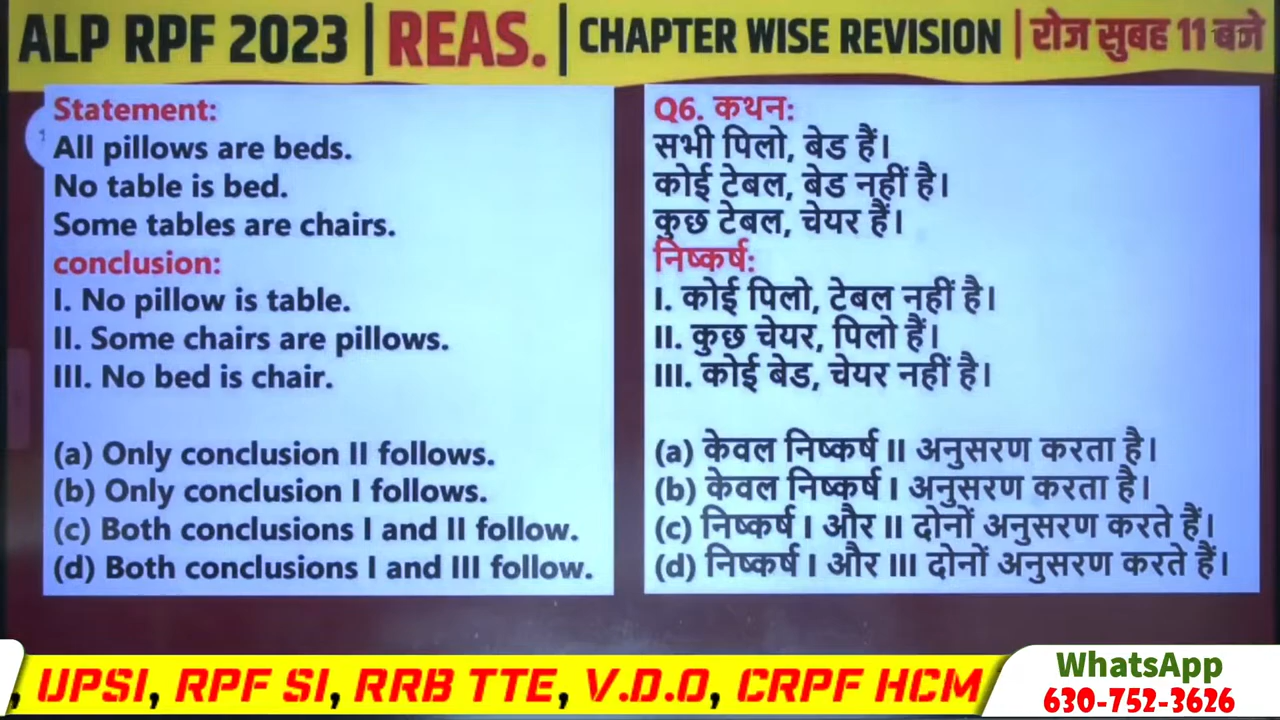 ALP RPF 2023 | REAS. | CHAPTER WISE REVISION | रोज सुबह 11 बजे
Statement:
All pillows are beds.
No table is bed.
Some tables are chairs.
conclusion:
I. No pillow is table.
II. Some chairs are pillows.
III. No bed is chair.
(a) Only conclusion II follows.
(b) Only conclusion I follows.
(c) Both conclusions I and II follow.
(d) Both conclusions I and III follow.
Q6. कथन:
सभी पिलो, बेड हैं।
कोई टेबल, बेड नहीं है।
कुछ टेबल, चेयर हैं।
निष्कर्ष:
I. कोई पिलो, टेबल नहीं है।
II. कुछ चेयर, पिलो हैं।
III. कोई बेड, चेयर नहीं है।
(a) केवल निष्कर्ष II अनुसरण करता है।
(b) केवल निष्कर्ष I अनुसरण करता है।
(c) निष्कर्ष I और II दोनों अनुसरण करते हैं।
(d) निष्कर्ष I और III दोनों अनुसरण करते हैं।
, UPSI, RPF SI, RRB TTE, V.D.O, CRPF HCM
WhatsApp
630-752-3626